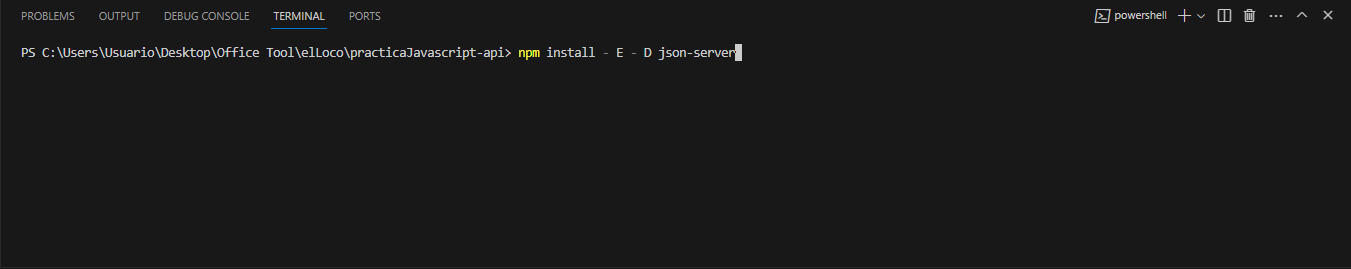 PROBLEMS OUTPUT DEBUG CONSOLE TERMINAL PORTS powershell
PS C:\Users\Usuario\Desktop\Office Tool\elLoco\practicaJavascript-api> npm install - E - D json-server